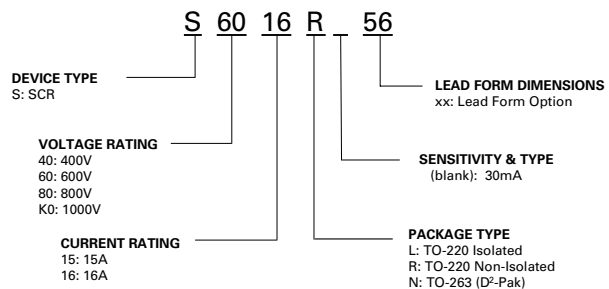 S 60 16 R _ 56
DEVICE TYPE
S: SCR
VOLTAGE RATING
40: 400V
60: 600V
80: 800V
K0: 1000V
CURRENT RATING
15: 15A
16: 16A
LEAD FORM DIMENSIONS
xx: Lead Form Option
SENSITIVITY & TYPE
(blank): 30mA
PACKAGE TYPE
L: TO-220 Isolated
R: TO-220 Non-Isolated
N: TO-263 (D²-Pak)